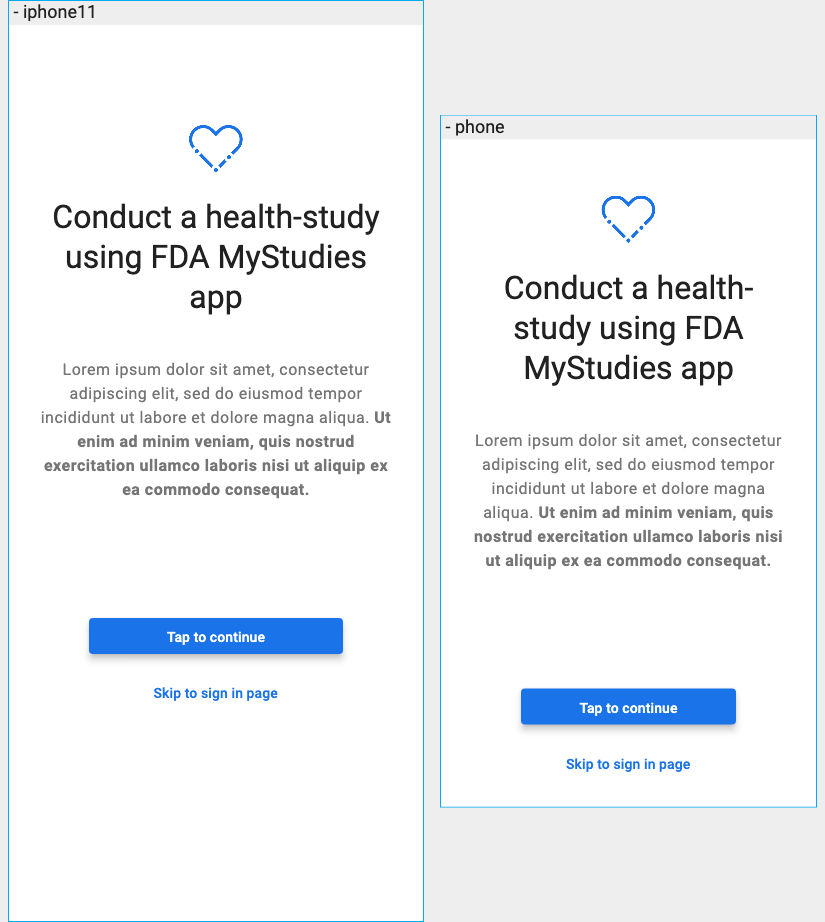 - iphone11
Conduct a health-study
using FDA MyStudies
app
Lorem ipsum dolor sit amet, consectetur
adipiscing elit, sed do eiusmod tempor
incididunt ut labore et dolore magna aliqua. Ut
enim ad minim veniam, quis nostrud
exercitation ullamco laboris nisi ut aliquip ex
ea commodo consequat.
Tap to continue
Skip to sign in page
- phone
Conduct a health-
study using FDA
MyStudies app
Lorem ipsum dolor sit amet, consectetur
adipiscing elit, sed do eiusmod tempor
incididunt ut labore et dolore magna
aliqua. Ut enim ad minim veniam, quis
nostrud exercitation ullamco laboris nisi
ut aliquip ex ea commodo consequat.
Tap to continue
Skip to sign in page